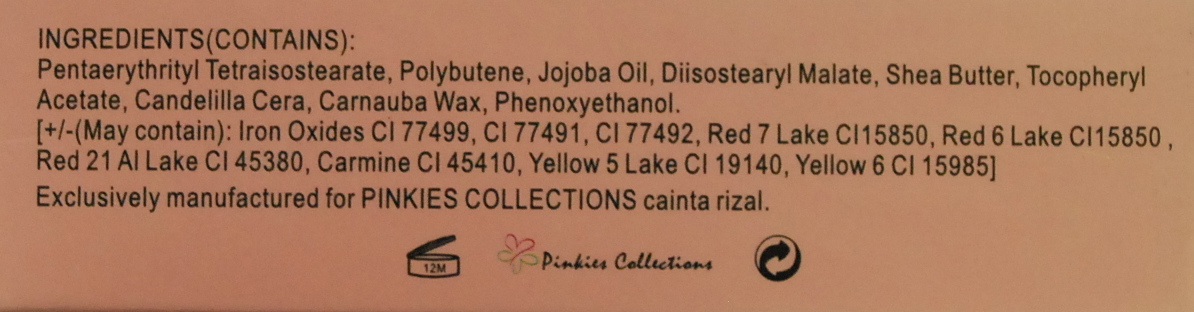 INGREDIENTS(CONTAINS):
Pentaerythrityl Tetraisostearate, Polybutene, Jojoba Oil, Diisostearyl Malate, Shea Butter, Tocopheryl
Acetate, Candelilla Cera, Carnauba Wax, Phenoxyethanol.
[+/-(May contain): Iron Oxides CI 77499, CI 77491, CI 77492, Red 7 Lake CI15850, Red 6 Lake CI15850 ,
Red 21 Al Lake CI 45380, Carmine CI 45410, Yellow 5 Lake CI 19140, Yellow 6 CI 15985]
Exclusively manufactured for PINKIES COLLECTIONS cainta rizal.
12M
Pinkies Collections